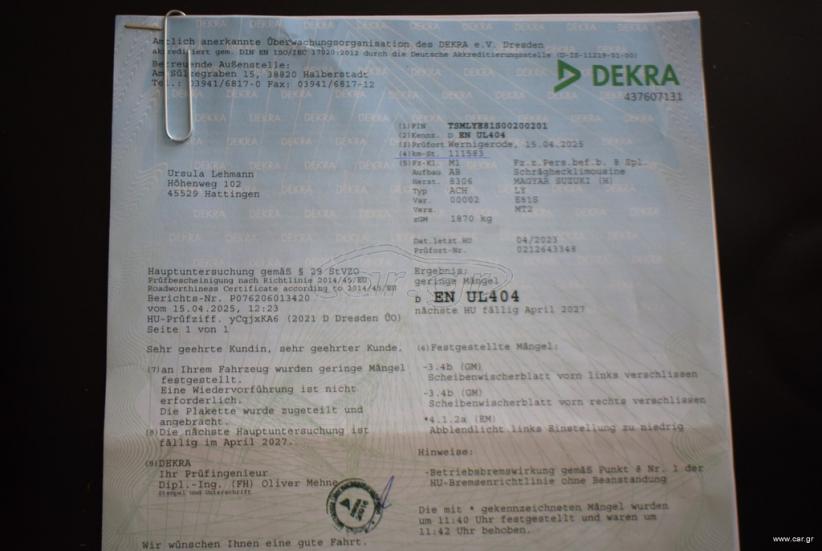 Amtlich anerkannte Überwachungsorganisation des DEKRA e.V. Dresden
akkreditiert gem. DIN EN ISO/IEC 17020:2012 durch die Deutsche Akkreditierungsstelle (D-IS-11219-01-00)
Betreuende Außenstelle:
Am Sülzegraben 15, 38820 Halberstadt
Tel.: 03941/6817-0 Fax: 03941/6817-12
DEKRA
437607131
(1) FIN TSMLYE81S00200201
(2) Kennz. D EN UL404
(3) Prüfort Wernigerode, 15.04.2025
(4) km-St. 111583
(5) Fz-Kl. M1 Fz.z.Pers.bef.b. 8 Spl.
Aufbau AB Schräghecklimousine
Herst. 8306 MAGYAR SUZUKI (H)
Typ ACH LY
Var. 00002 E81S
Vers. MT2
zGM 1870 kg
Dat.letzt.HU 04/2023
Prüfort-Nr. 0212643348
Ursula Lehmann
Höhenweg 102
45529 Hattingen
Hauptuntersuchung gemäß § 29 StVZO
Prüfbescheinigung nach Richtlinie 2014/45/EU
Roadworthiness Certificate according to 2014/45/EU
Berichts-Nr. P076206013420
vom 15.04.2025, 12:23
HU-Prüfziff. yCqjxKA6 (2021 D Dresden ÖO)
Seite 1 von 1
Ergebnis:
geringe Mängel
D EN UL404
nächste HU fällig April 2027
Sehr geehrte Kundin, sehr geehrter Kunde,
(7) an Ihrem Fahrzeug wurden geringe Mängel
festgestellt.
Eine Wiedervorführung ist nicht
erforderlich.
Die Plakette wurde zugeteilt und
angebracht.
(8) Die nächste Hauptuntersuchung ist
fällig im April 2027.
(9) DEKRA
Ihr Prüfingenieur
Dipl.-Ing. (FH) Oliver Mehne
Stempel und Unterschrift
Wir wünschen Ihnen eine gute Fahrt.
(6) Festgestellte Mängel:
-3.4b (GM)
Scheibenwischerblatt vorn links verschlissen
-3.4b (GM)
Scheibenwischerblatt vorn rechts verschlissen
*4.1.2a (EM)
Abblendlicht links Einstellung zu niedrig
Hinweise:
-Betriebsbremswirkung gemäß Punkt 8 Nr. 1 der
HU-Bremsenrichtlinie ohne Beanstandung
Die mit * gekennzeichneten Mängel wurden
um 11:40 Uhr festgestellt und waren um
11:42 Uhr behoben.
DEKRA
car.gr
www.car.gr